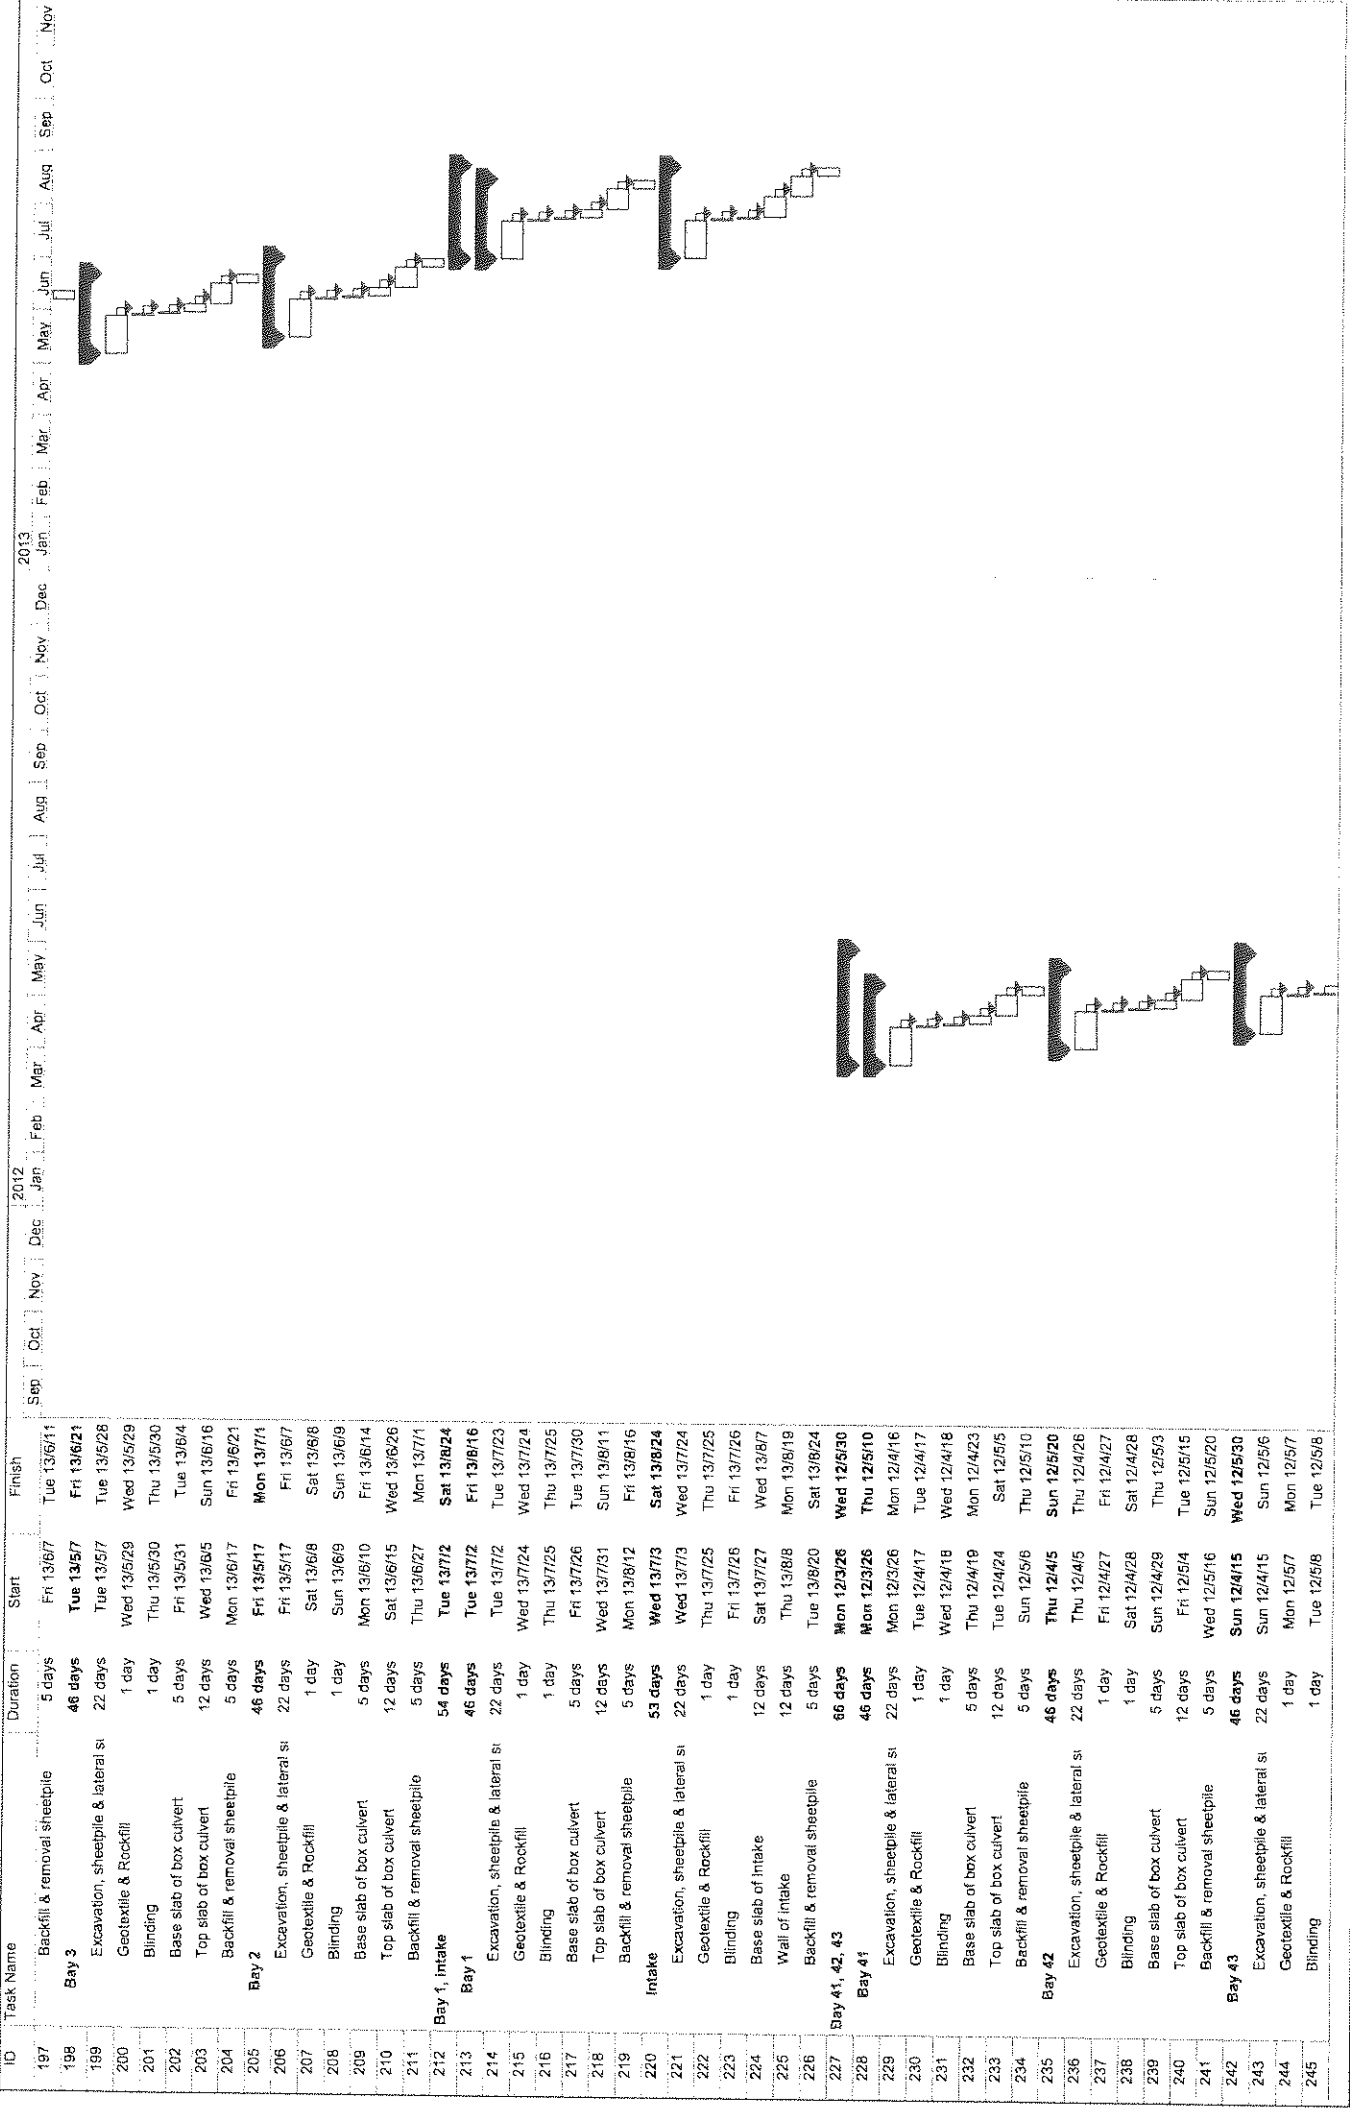 ID Task Name Duration Start Finish
2012 2013
Sep Oct Nov Dec Jan Feb Mar Apr May Jun Jul Aug Sep Oct Nov Dec Jan Feb Mar Apr May Jun Jul Aug Sep Oct Nov
197 Backfill & removal sheetpile 5 days Fri 13/6/7 Tue 13/6/11
198 Bay 3 46 days Tue 13/5/7 Fri 13/6/21
199 Excavation, sheetpile & lateral su 22 days Tue 13/5/7 Tue 13/5/28
200 Geotextile & Rockfill 1 day Wed 13/5/29 Wed 13/5/29
201 Blinding 1 day Thu 13/5/30 Thu 13/5/30
202 Base slab of box culvert 5 days Fri 13/5/31 Tue 13/6/4
203 Top slab of box culvert 12 days Wed 13/6/5 Sun 13/6/16
204 Backfill & removal sheetpile 5 days Mon 13/6/17 Fri 13/6/21
205 Bay 2 46 days Fri 13/5/17 Mon 13/7/1
206 Excavation, sheetpile & lateral su 22 days Fri 13/5/17 Fri 13/6/7
207 Geotextile & Rockfill 1 day Sat 13/6/8 Sat 13/6/8
208 Blinding 1 day Sun 13/6/9 Sun 13/6/9
209 Base slab of box culvert 5 days Mon 13/6/10 Fri 13/6/14
210 Top slab of box culvert 12 days Sat 13/6/15 Wed 13/6/26
211 Backfill & removal sheetpile 5 days Thu 13/6/27 Mon 13/7/1
212 Bay 1, intake 54 days Tue 13/7/2 Sat 13/8/24
213 Bay 1 46 days Tue 13/7/2 Fri 13/8/16
214 Excavation, sheetpile & lateral su 22 days Tue 13/7/2 Tue 13/7/23
215 Geotextile & Rockfill 1 day Wed 13/7/24 Wed 13/7/24
216 Blinding 1 day Thu 13/7/25 Thu 13/7/25
217 Base slab of box culvert 5 days Fri 13/7/26 Tue 13/7/30
218 Top slab of box culvert 12 days Wed 13/7/31 Sun 13/8/11
219 Backfill & removal sheetpile 5 days Mon 13/8/12 Fri 13/8/16
220 Intake 53 days Wed 13/7/3 Sat 13/8/24
221 Excavation, sheetpile & lateral su 22 days Wed 13/7/3 Wed 13/7/24
222 Geotextile & Rockfill 1 day Thu 13/7/25 Thu 13/7/25
223 Blinding 1 day Fri 13/7/26 Fri 13/7/26
224 Base slab of Intake 12 days Sat 13/7/27 Wed 13/8/7
225 Wall of intake 12 days Thu 13/8/8 Mon 13/8/19
226 Backfill & removal sheetpile 5 days Tue 13/8/20 Sat 13/8/24
227 Bay 41, 42, 43 66 days Mon 12/3/26 Wed 12/5/30
228 Bay 41 46 days Mon 12/3/26 Thu 12/5/10
229 Excavation, sheetpile & lateral su 22 days Mon 12/3/26 Mon 12/4/16
230 Geotextile & Rockfill 1 day Tue 12/4/17 Tue 12/4/17
231 Blinding 1 day Wed 12/4/18 Wed 12/4/18
232 Base slab of box culvert 5 days Thu 12/4/19 Mon 12/4/23
233 Top slab of box culvert 12 days Tue 12/4/24 Sat 12/5/5
234 Backfill & removal sheetpile 5 days Sun 12/5/6 Thu 12/5/10
235 Bay 42 46 days Thu 12/4/5 Sun 12/5/20
236 Excavation, sheetpile & lateral su 22 days Thu 12/4/5 Thu 12/4/26
237 Geotextile & Rockfill 1 day Fri 12/4/27 Fri 12/4/27
238 Blinding 1 day Sat 12/4/28 Sat 12/4/28
239 Base slab of box culvert 5 days Sun 12/4/29 Thu 12/5/3
240 Top slab of box culvert 12 days Fri 12/5/4 Tue 12/5/15
241 Backfill & removal sheetpile 5 days Wed 12/5/16 Sun 12/5/20
242 Bay 43 46 days Sun 12/4/15 Wed 12/5/30
243 Excavation, sheetpile & lateral su 22 days Sun 12/4/15 Sun 12/5/6
244 Geotextile & Rockfill 1 day Mon 12/5/7 Mon 12/5/7
245 Blinding 1 day Tue 12/5/8 Tue 12/5/8